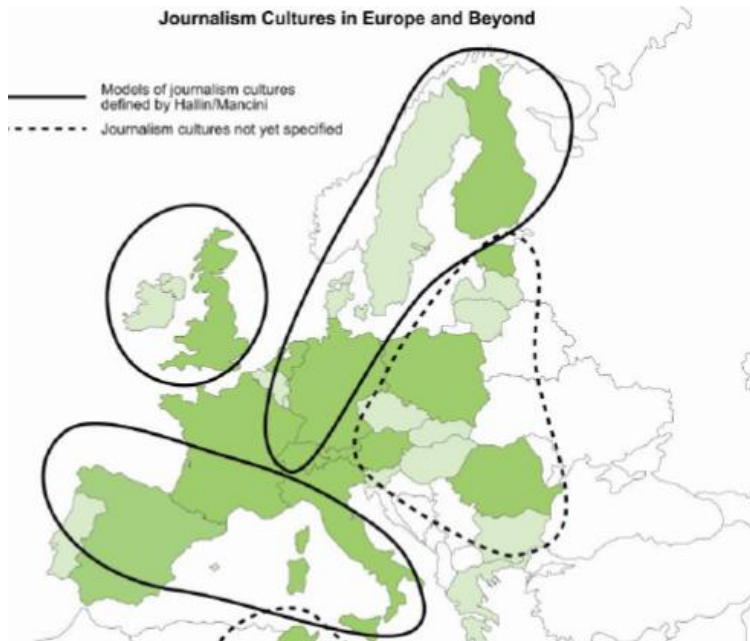 Journalism Cultures in Europe and Beyond
Models of journalism cultures
defined by Hallin/Mancini
Journalism cultures not yet specified